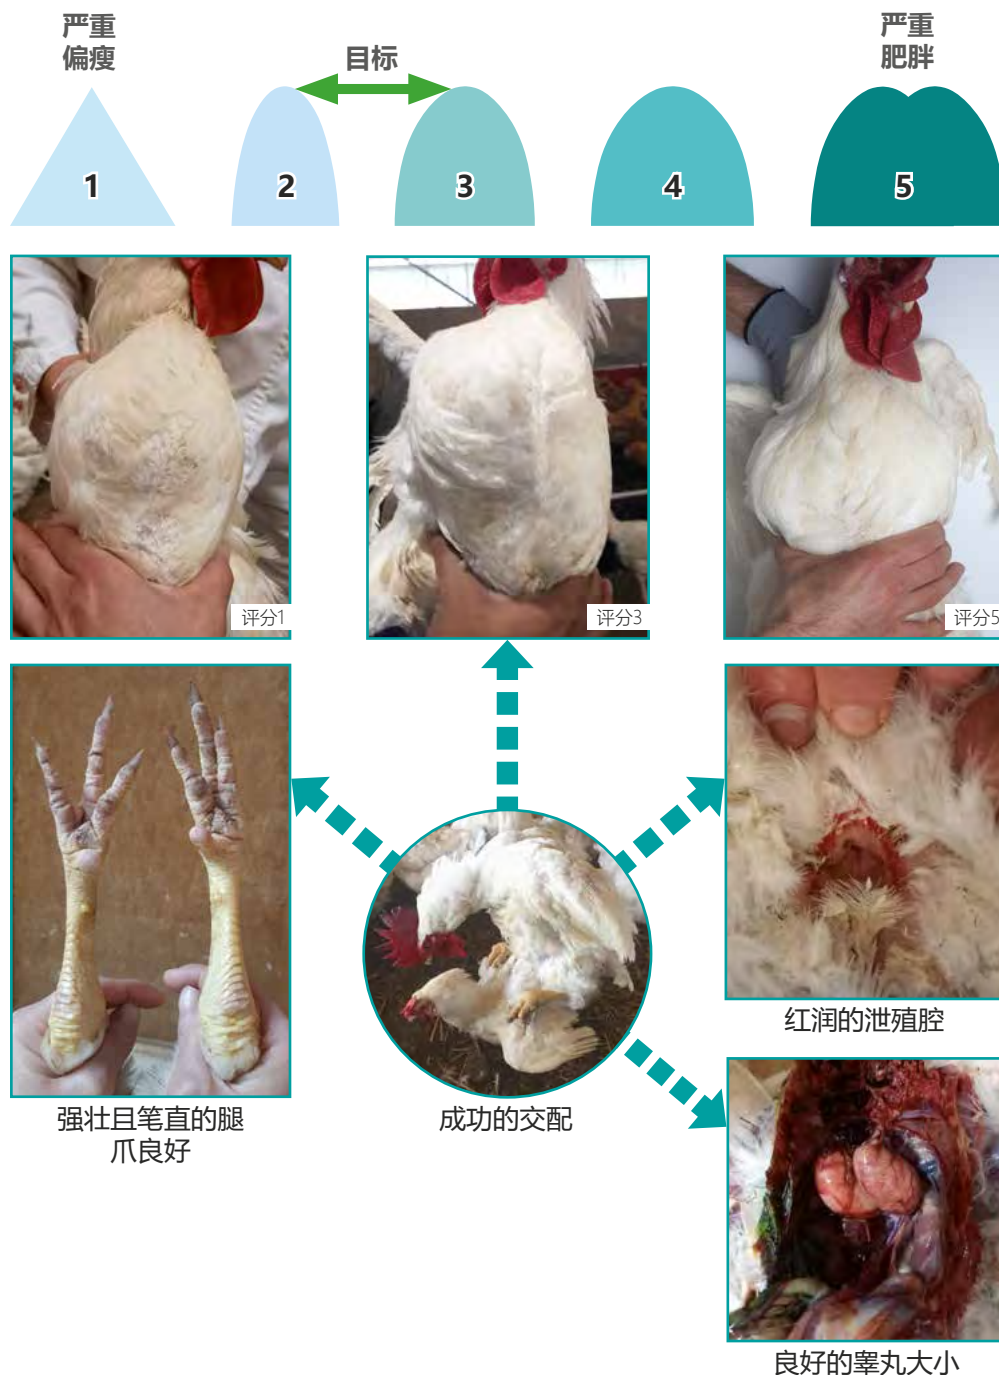 严重
偏瘦
目标
严重
肥胖
1
2
3
4
5
评分1
评分3
评分5
红润的泄殖腔
强壮且笔直的腿
爪良好
成功的交配
良好的睾丸大小